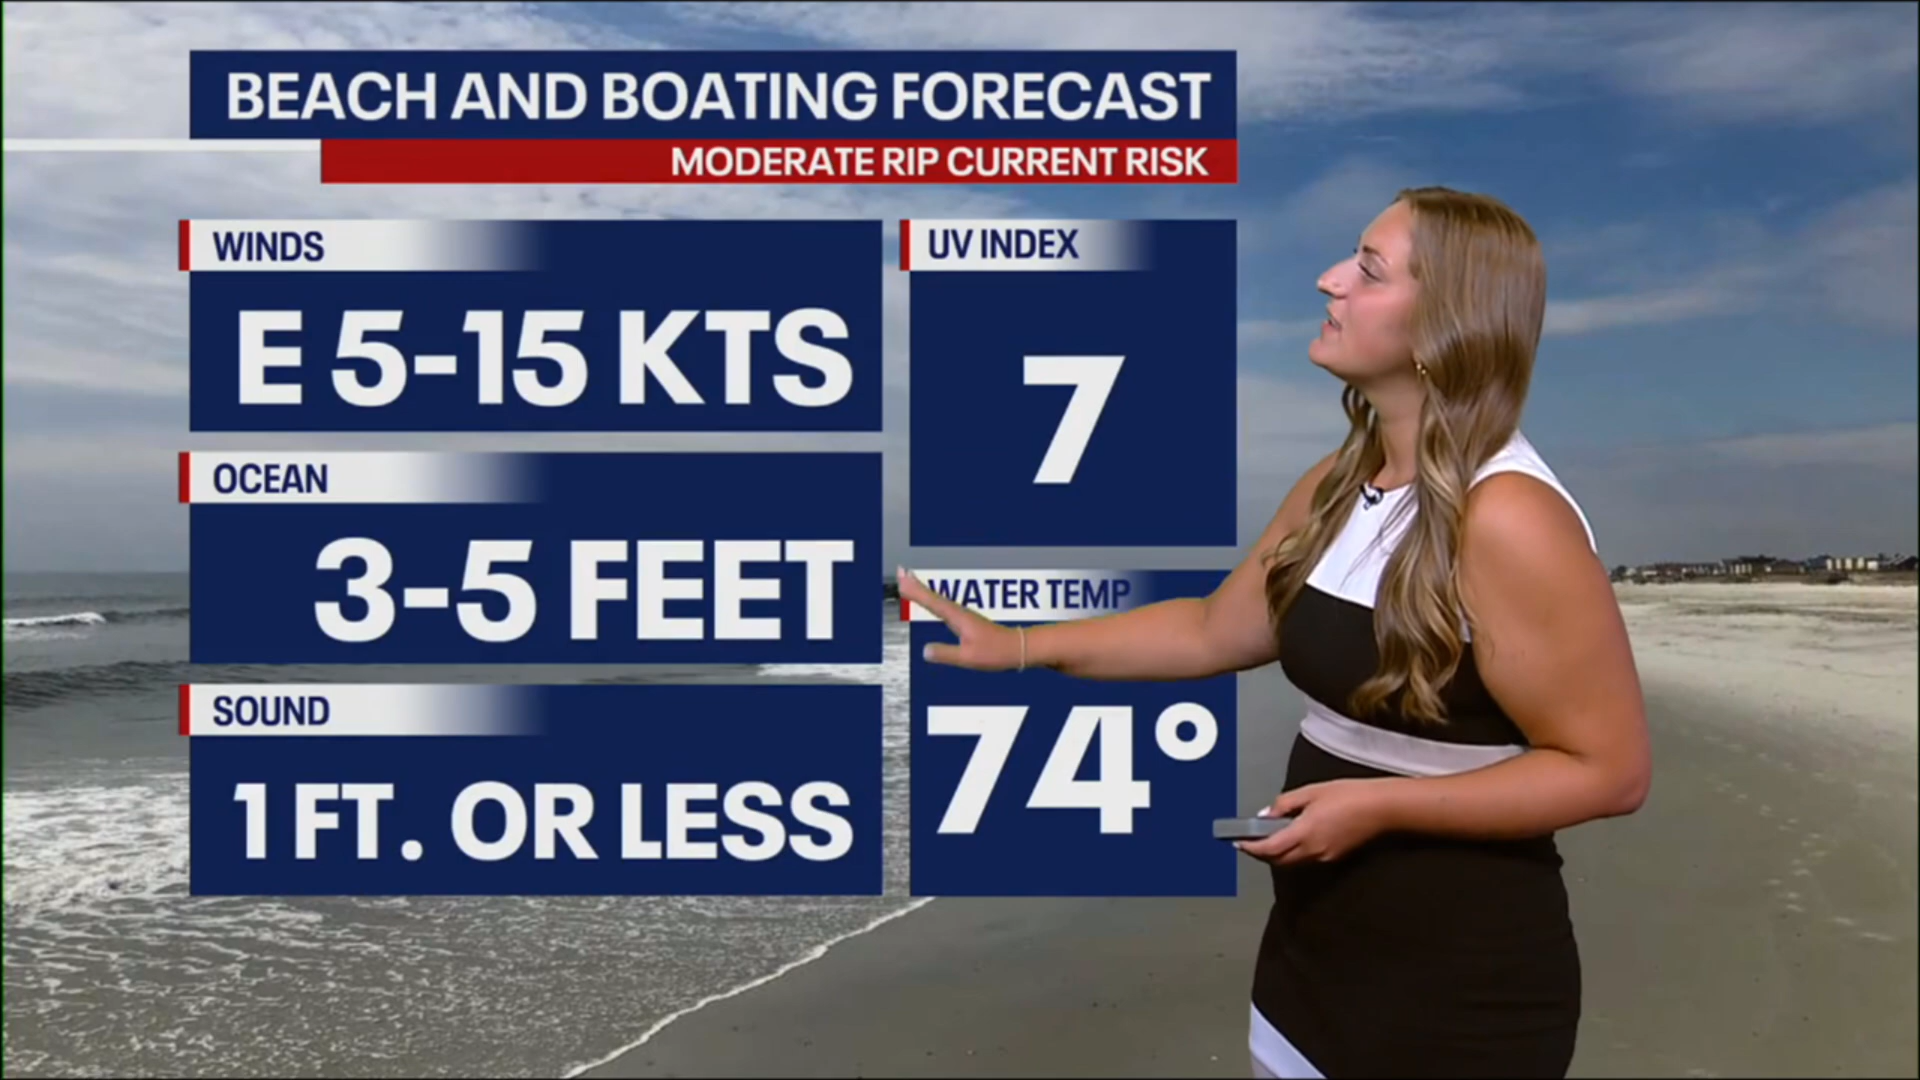 BEACH AND BOATING FORECAST
MODERATE RIP CURRENT RISK
WINDS
E 5-15 KTS
OCEAN
3-5 FEET
SOUND
1 FT. OR LESS
UV INDEX
7
WATER TEMP
74°